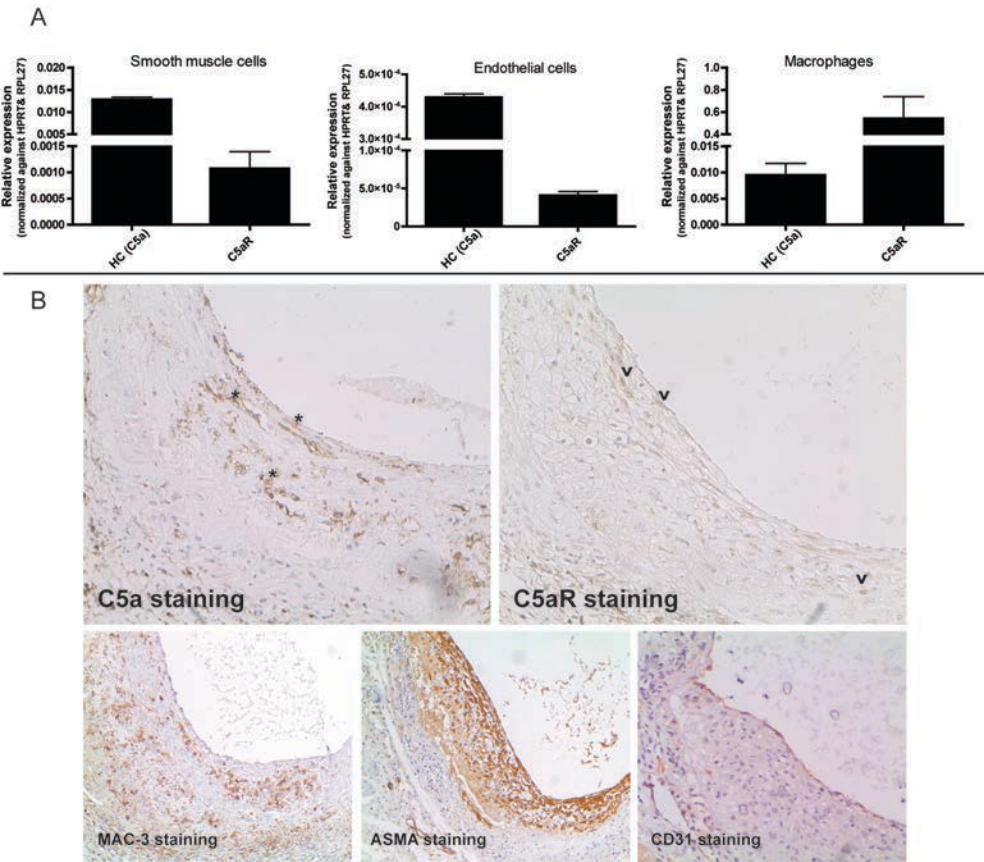 A
Smooth muscle cells
Relative expression
(normalized against HPRT& RPL27)
0.020
0.015
0.010
0.005
0.0015
0.0010
0.0005
0.0000
HC (C5a)
C5aR
Endothelial cells
Relative expression
(normalized against HPRT& RPL27)
5.0×10⁻⁴
4.0×10⁻⁴
3.0×10⁻⁴
1.0×10⁻⁴
5.0×10⁻⁵
0
HC (C5a)
C5aR
Macrophages
Relative expression
(normalized against HPRT& RPL27)
1.0
0.8
0.6
0.4
0.015
0.010
0.005
0.000
HC (C5a)
C5aR
B
*
*
*
C5a staining
v
v
v
C5aR staining
MAC-3 staining
ASMA staining
CD31 staining